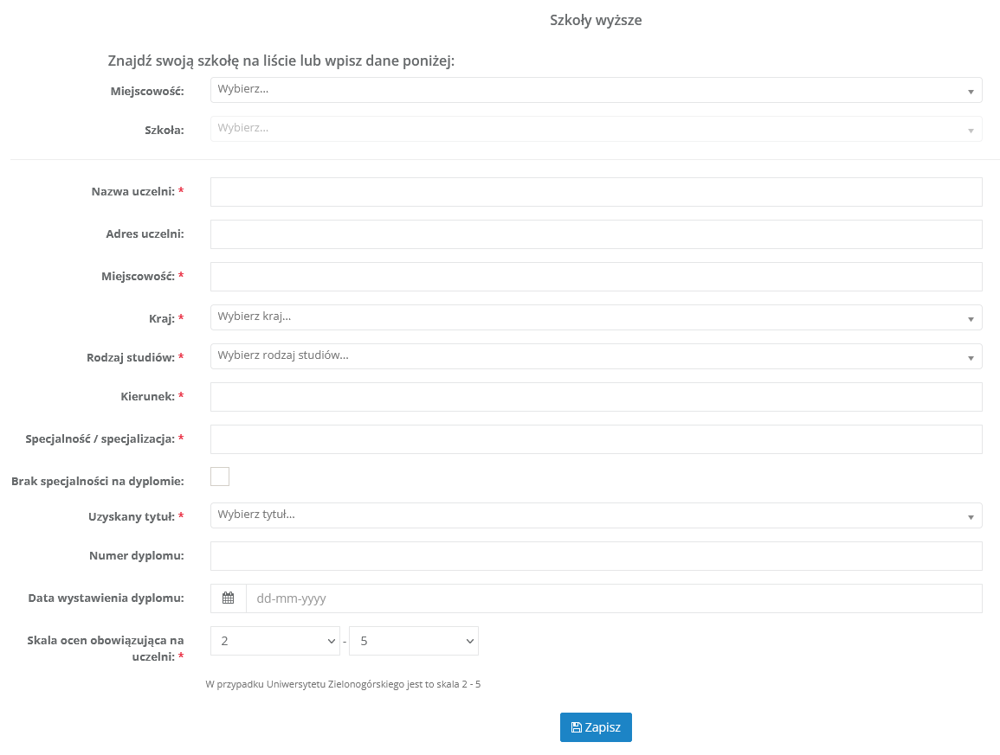 Szkoły wyższe
Znajdź swoją szkołę na liście lub wpisz dane poniżej:
Miejscowość: Wybierz...
Szkoła: Wybierz...
Nazwa uczelni: *
Adres uczelni:
Miejscowość: *
Kraj: * Wybierz kraj...
Rodzaj studiów: * Wybierz rodzaj studiów...
Kierunek: *
Specjalność / specjalizacja: *
Brak specjalności na dyplomie:
Uzyskany tytuł: * Wybierz tytuł...
Numer dyplomu:
Data wystawienia dyplomu: dd-mm-yyyy
Skala ocen obowiązująca na
uczelni: * 2 - 5
W przypadku Uniwersytetu Zielonogórskiego jest to skala 2 - 5
Zapisz